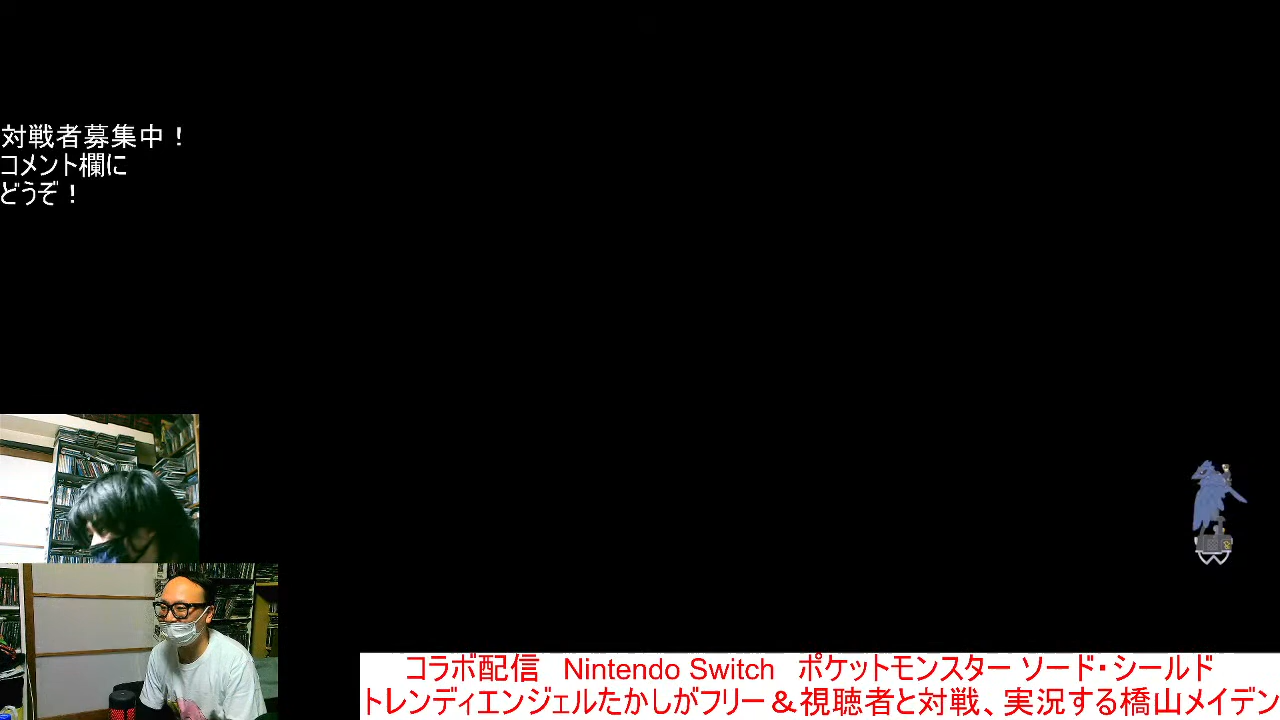 対戦者募集中！
コメント欄に
どうぞ！
コラボ配信　Nintendo Switch　ポケットモンスター ソード・シールド
トレンディエンジェルたかしがフリー＆視聴者と対戦、実況する橋山メイデン